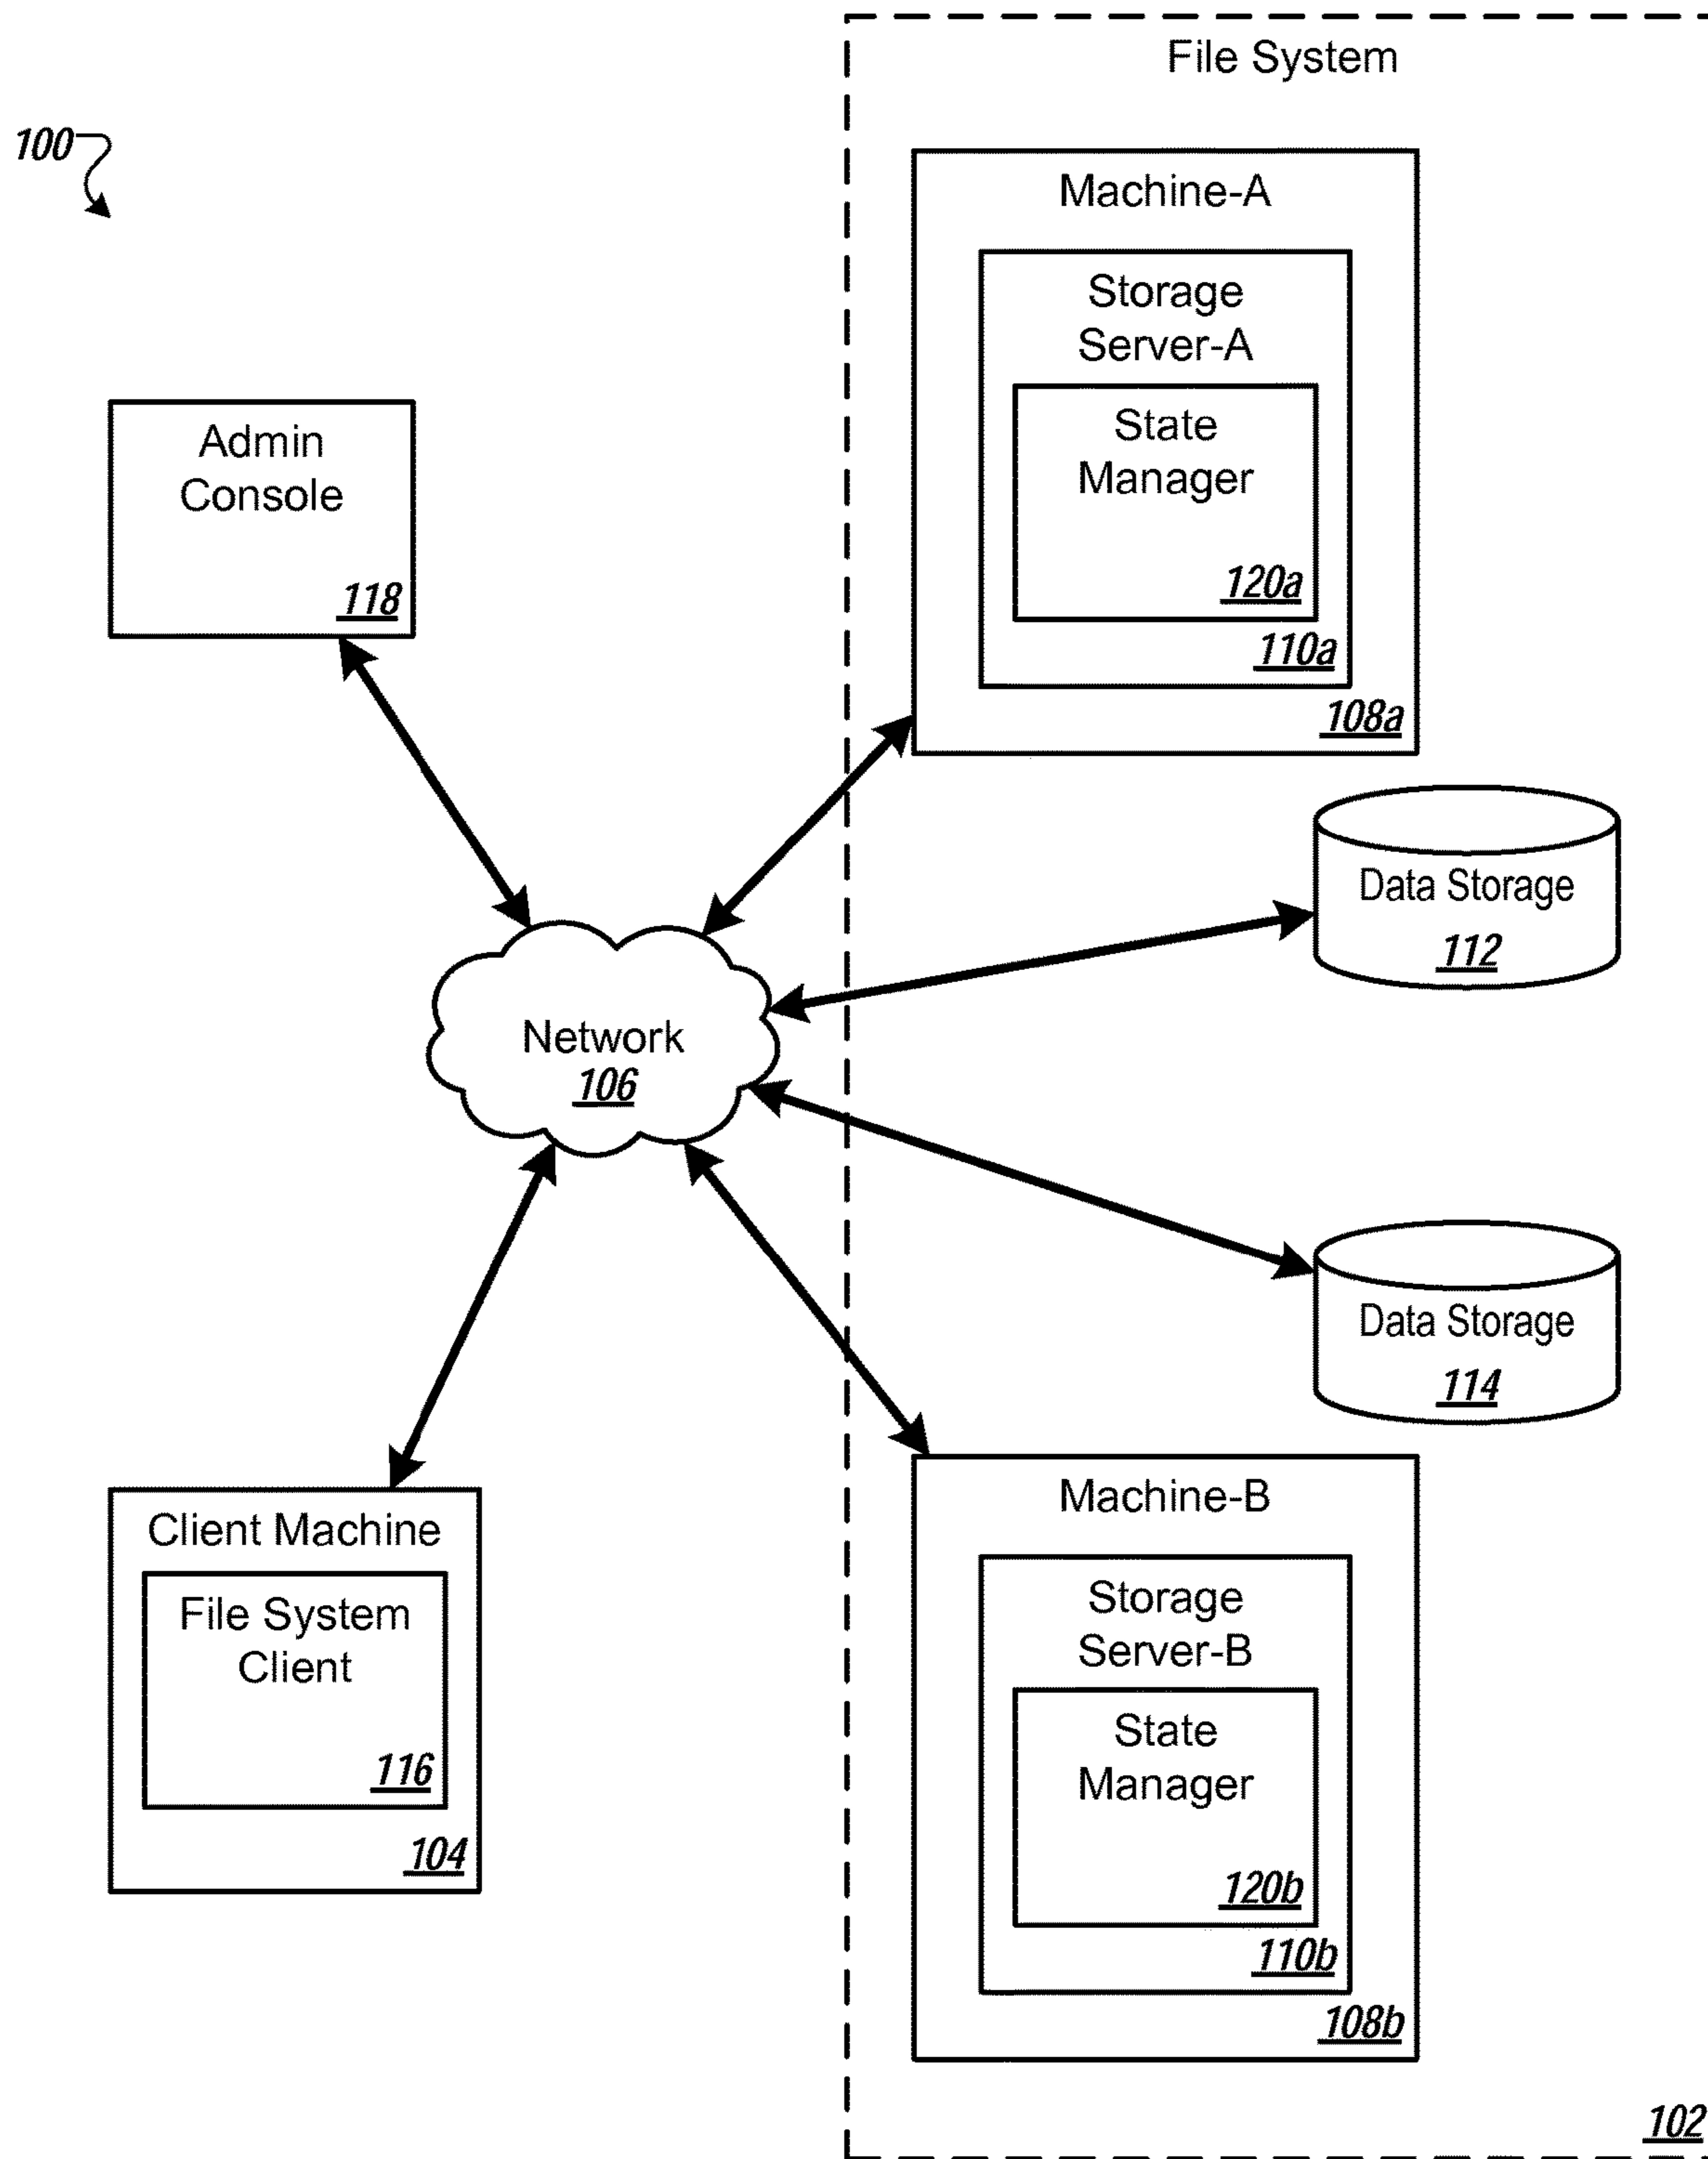 100
File System
Machine-A
Storage
Server-A
State
Manager
120a
110a
108a
Admin
Console
118
Data Storage
112
Network
106
Data Storage
114
Client Machine
File System
Client
116
104
Machine-B
Storage
Server-B
State
Manager
120b
110b
108b
102